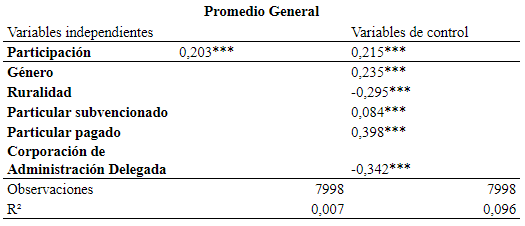 Promedio General
Variables independientes Variables de control
Participación 0,203*** 0,215***
Género 0,235***
Ruralidad -0,295***
Particular subvencionado 0,084***
Particular pagado 0,398***
Corporación de
Administración Delegada -0,342***
Observaciones 7998 7998
R² 0,007 0,096